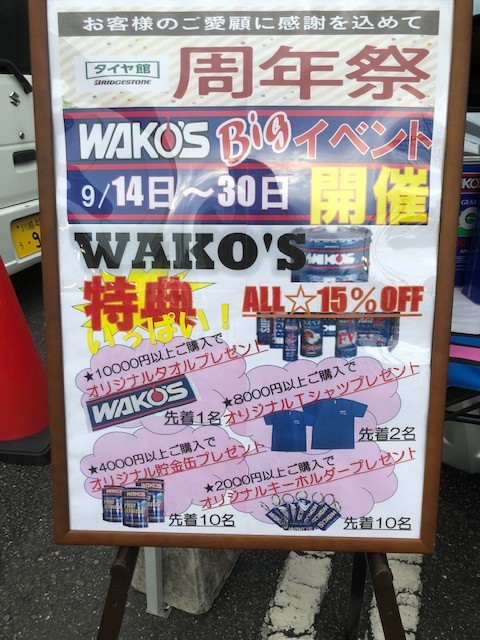 お客様のご愛顧に感謝を込めて
タイヤ館
BRIDGESTONE
周年祭
WAKO'S Bigイベント
9/14日～30日 開催
WAKO'S
特典
いっぱい!
ALL☆15%OFF
★10000円以上ご購入で
オリジナルタオルプレゼント
WAKO'S
先着1名
★8000円以上ご購入で
オリジナルTシャツプレゼント
先着2名
★4000円以上ご購入で
オリジナル貯金缶プレゼント
先着10名
★2000円以上ご購入で
オリジナルキーホルダープレゼント
先着10名